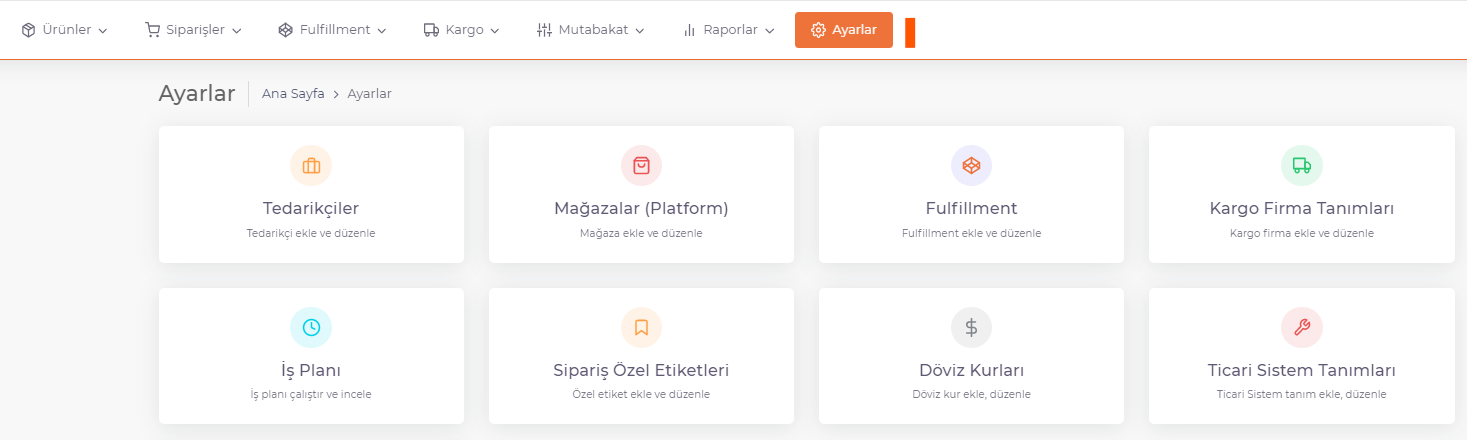 Ürünler Siparişler Fulfillment Kargo Mutabakat Raporlar Ayarlar
Ayarlar Ana Sayfa > Ayarlar
Tedarikçiler
Tedarikçi ekle ve düzenle
Mağazalar (Platform)
Mağaza ekle ve düzenle
Fulfillment
Fulfillment ekle ve düzenle
Kargo Firma Tanımları
Kargo firma ekle ve düzenle
İş Planı
İş planı çalıştır ve incele
Sipariş Özel Etiketleri
Özel etiket ekle ve düzenle
Döviz Kurları
Döviz kur ekle, düzenle
Ticari Sistem Tanımları
Ticari Sistem tanım ekle, düzenle